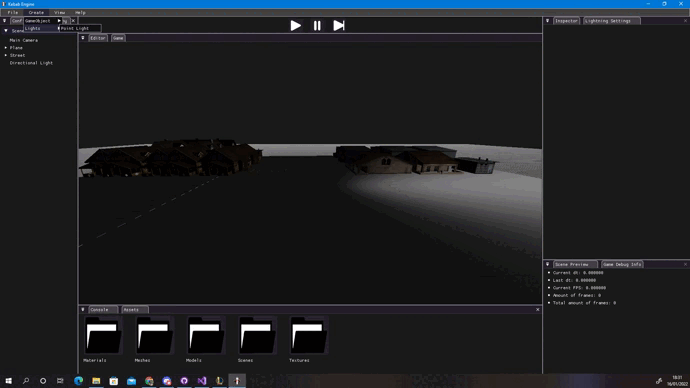 Kabak Engine
File Create View Help
GameObject
Lights Point Light
Scene
Main Camera
Plane
Street
Directional Light
Editor Game
Inspector Lightning Settings
Scene Preview Game Debug Info
Current dt: 0.000000
Last dt: 0.000000
Current FPS: 0.000000
Amount of frames: 0
Total amount of frames: 0
Console Assets
Materials Meshes Models Scenes Textures
18:31
16/01/2022